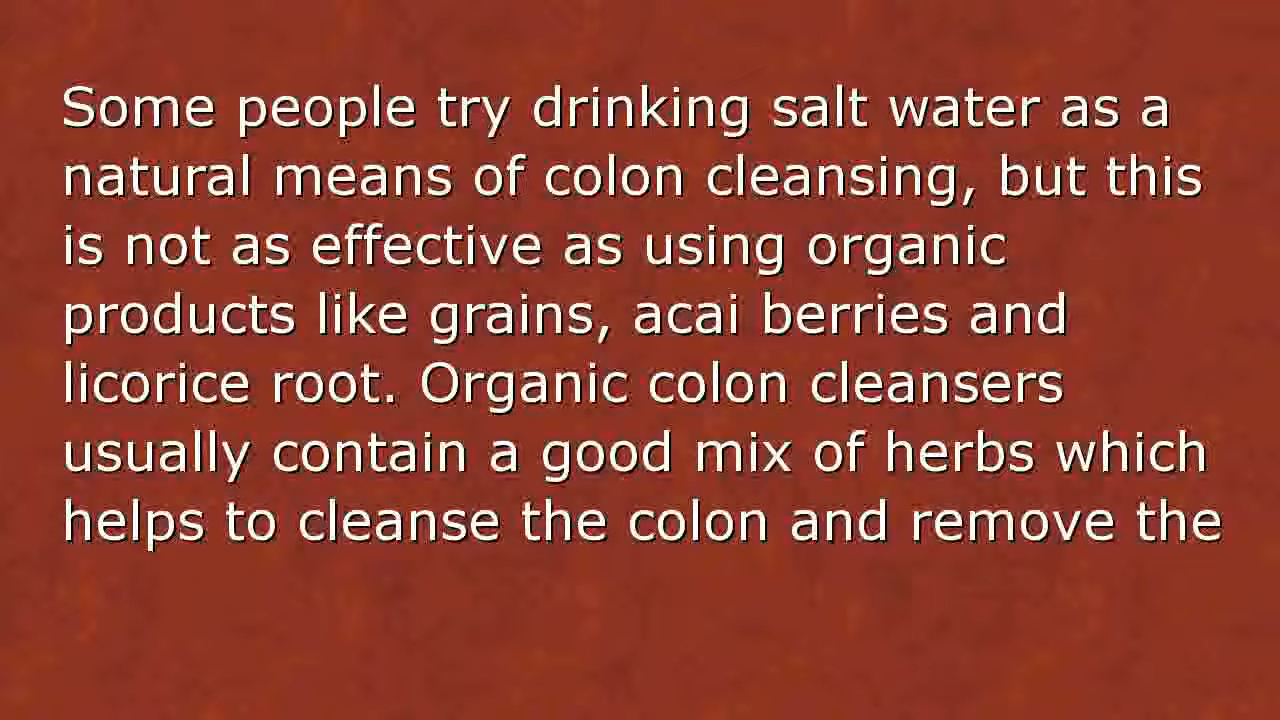 Some people try drinking salt water as a
natural means of colon cleansing, but this
is not as effective as using organic
products like grains, acai berries and
licorice root. Organic colon cleansers
usually contain a good mix of herbs which
helps to cleanse the colon and remove the